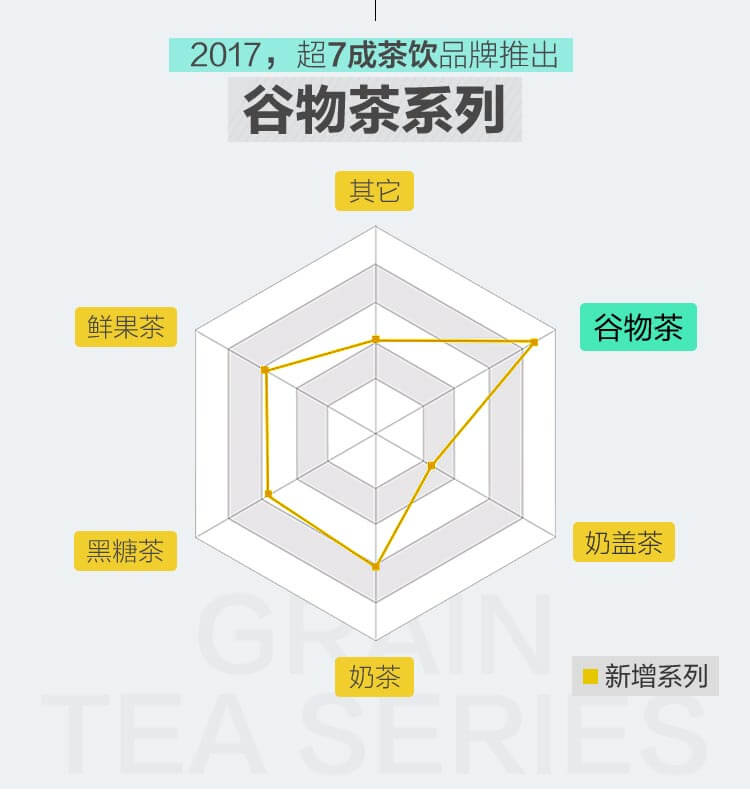 2017，超7成茶饮品牌推出
谷物茶系列
其它
鲜果茶
谷物茶
黑糖茶
奶盖茶
奶茶
新增系列
GRAIN
TEA SERIES